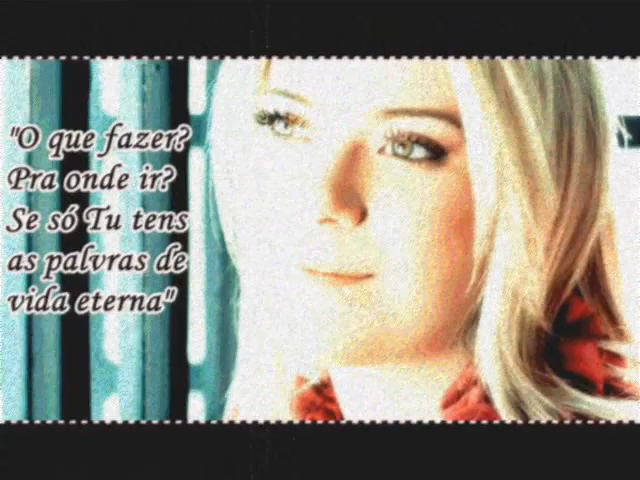 "O que fazer?
Pra onde ir?
Se só Tu tens
as palvras de
vida eterna"